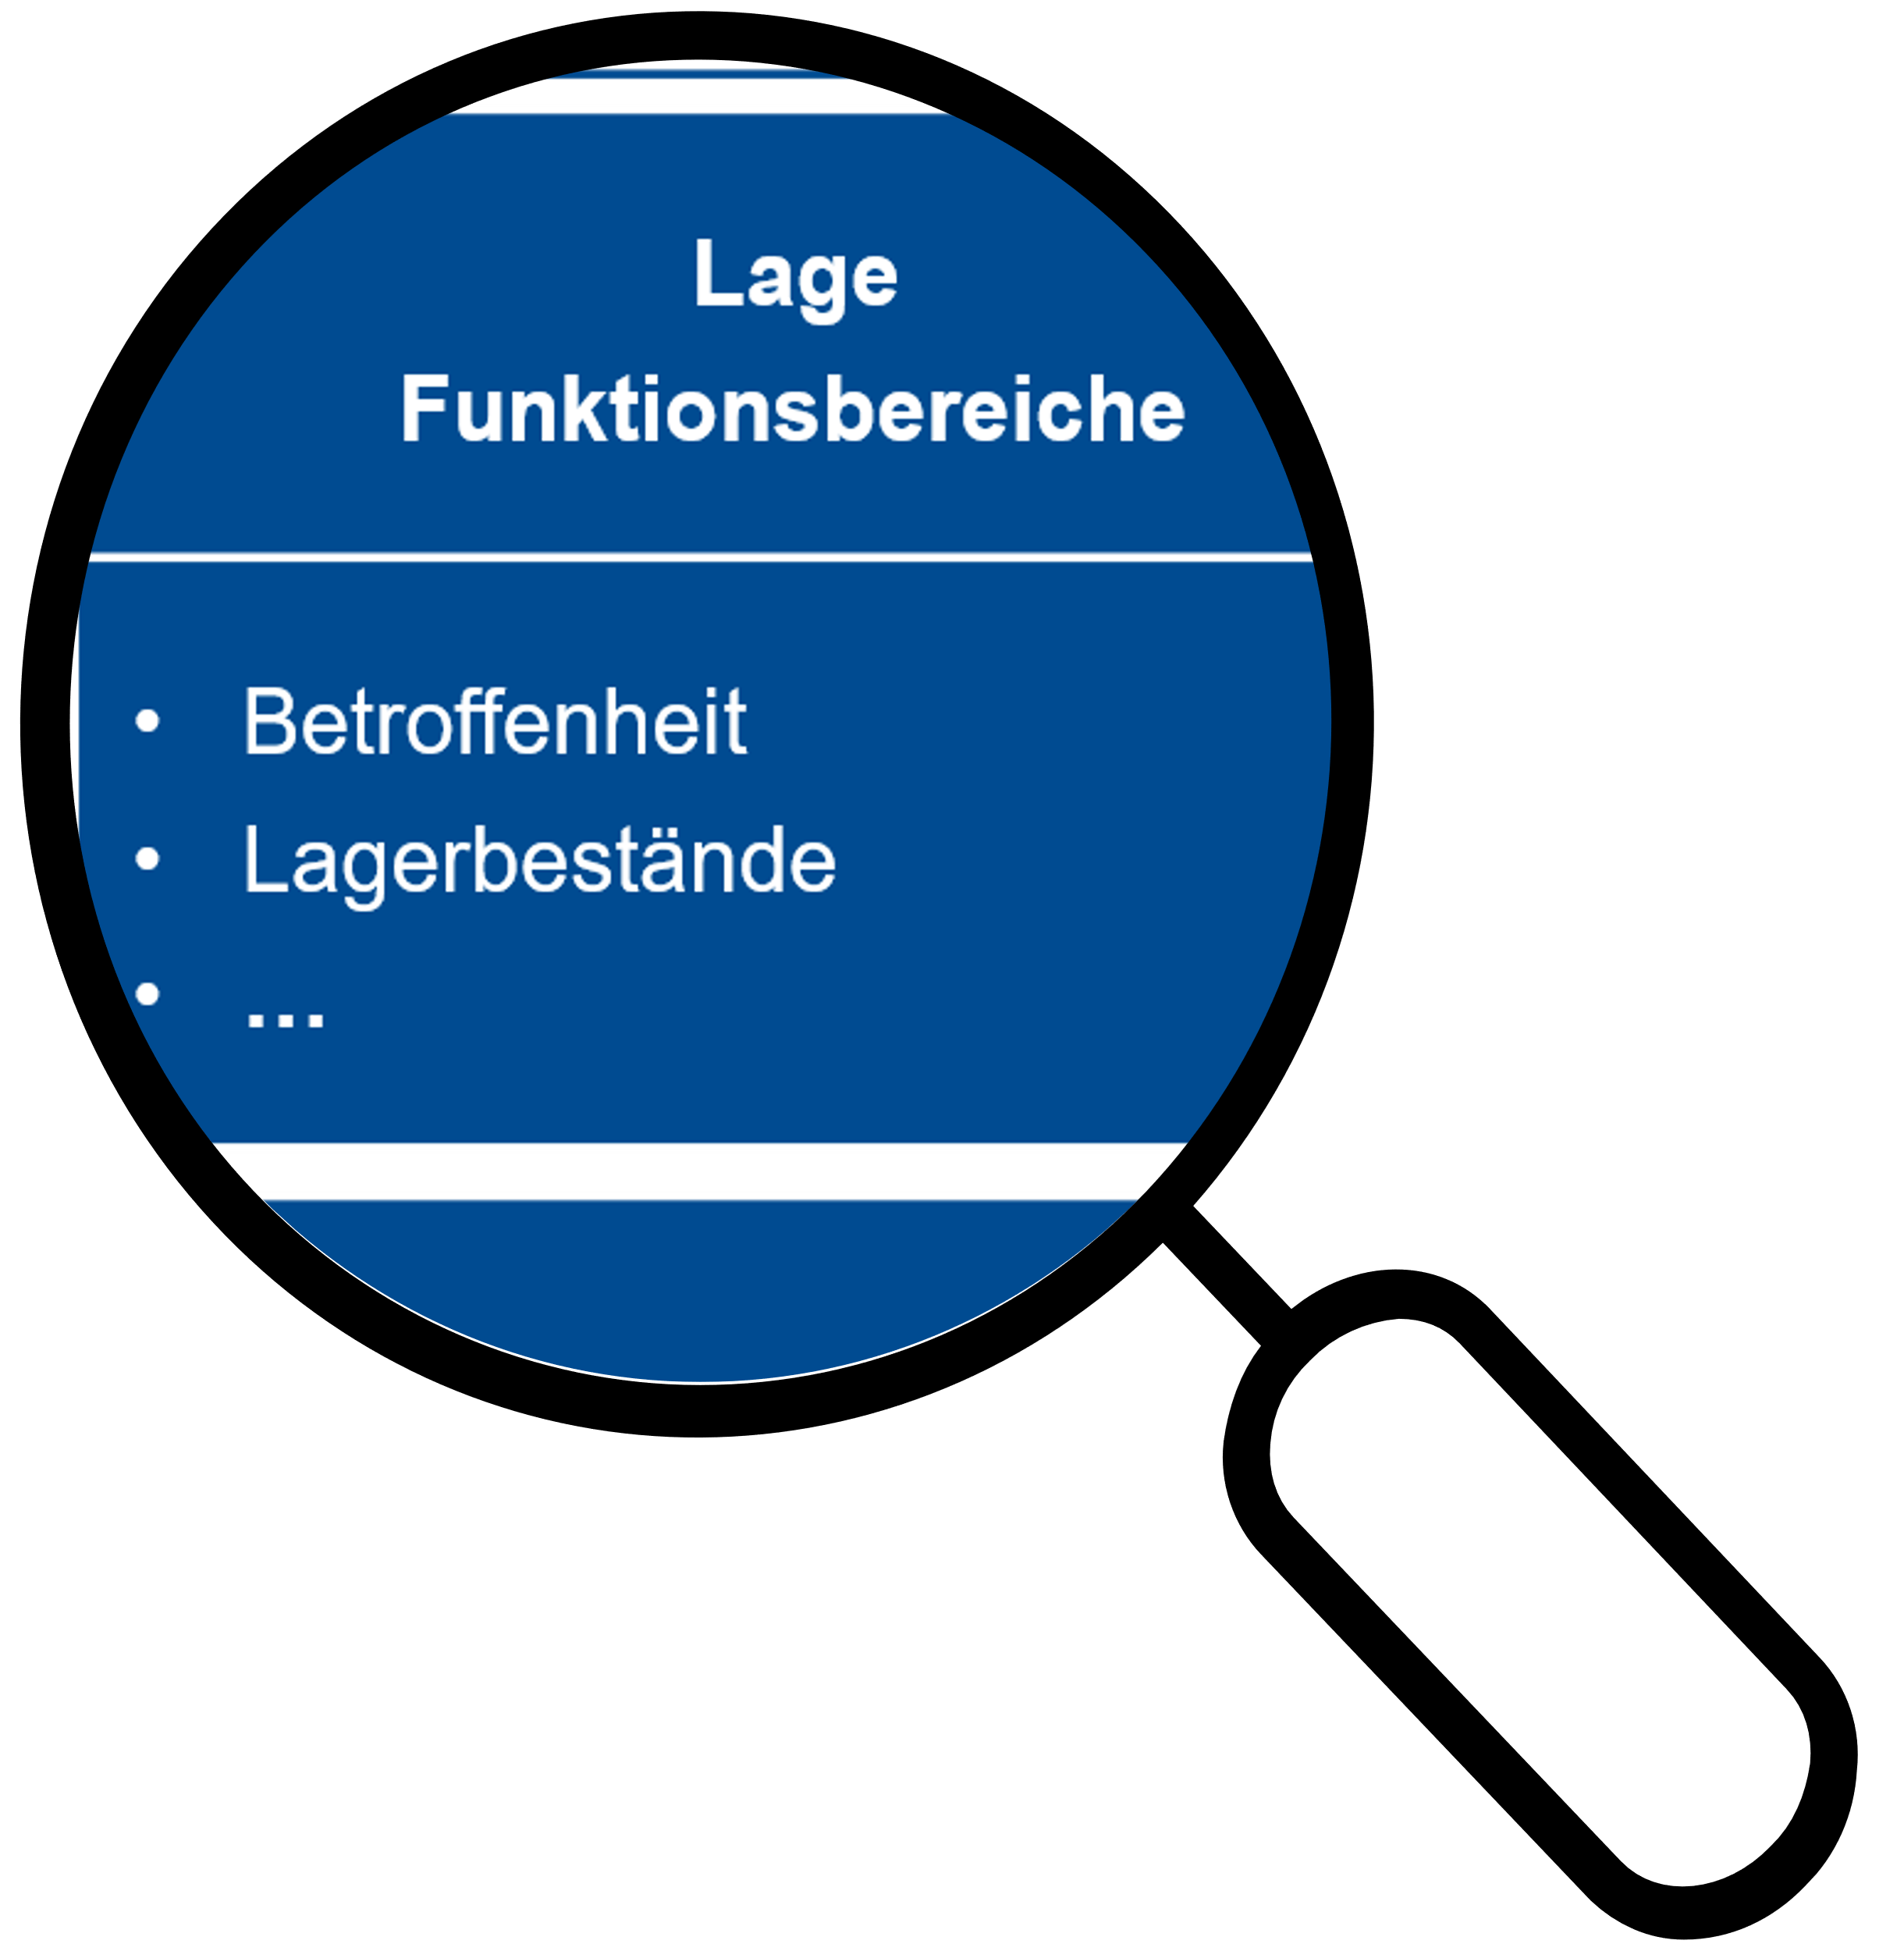 Lage
Funktionsbereiche
• Betroffenheit
• Lagerbestände
• ...